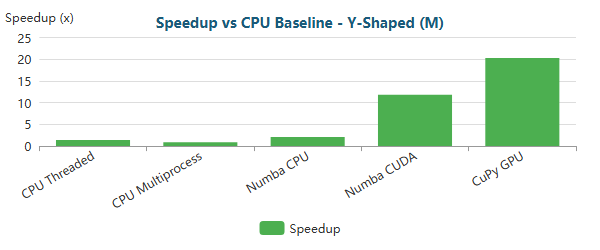 Speedup (x)
Speedup vs CPU Baseline - Y-Shaped (M)
25
20
15
10
5
0
CPU Threaded
CPU Multiprocess
Numba CPU
Numba CUDA
CuPy GPU
Speedup